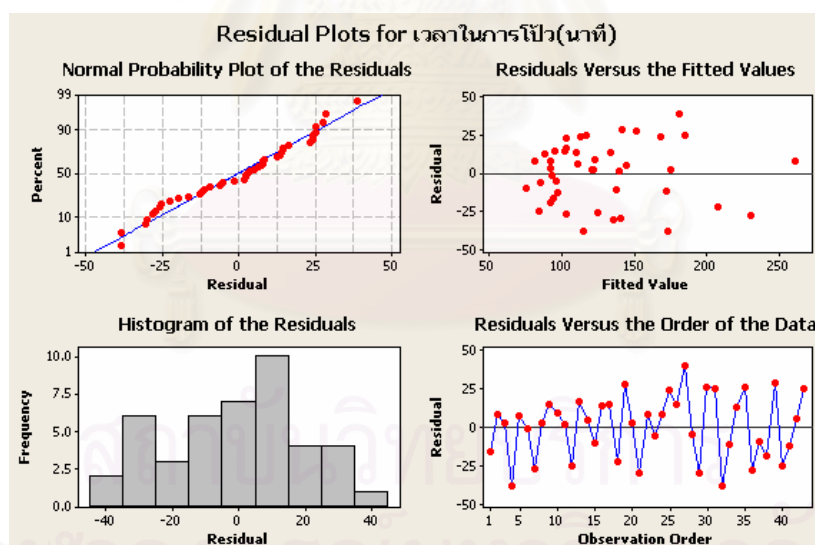 Residual Plots for เวลาในการโป้ว(นาที)
Normal Probability Plot of the Residuals
99
90
50
10
1
Percent
-50 -25 0 25 50
Residual
Residuals Versus the Fitted Values
50
25
0
-25
-50
Residual
50 100 150 200 250
Fitted Value
Histogram of the Residuals
10.0
7.5
5.0
2.5
0.0
Frequency
-40 -20 0 20 40
Residual
Residuals Versus the Order of the Data
50
25
0
-25
-50
Residual
1 5 10 15 20 25 30 35 40
Observation Order